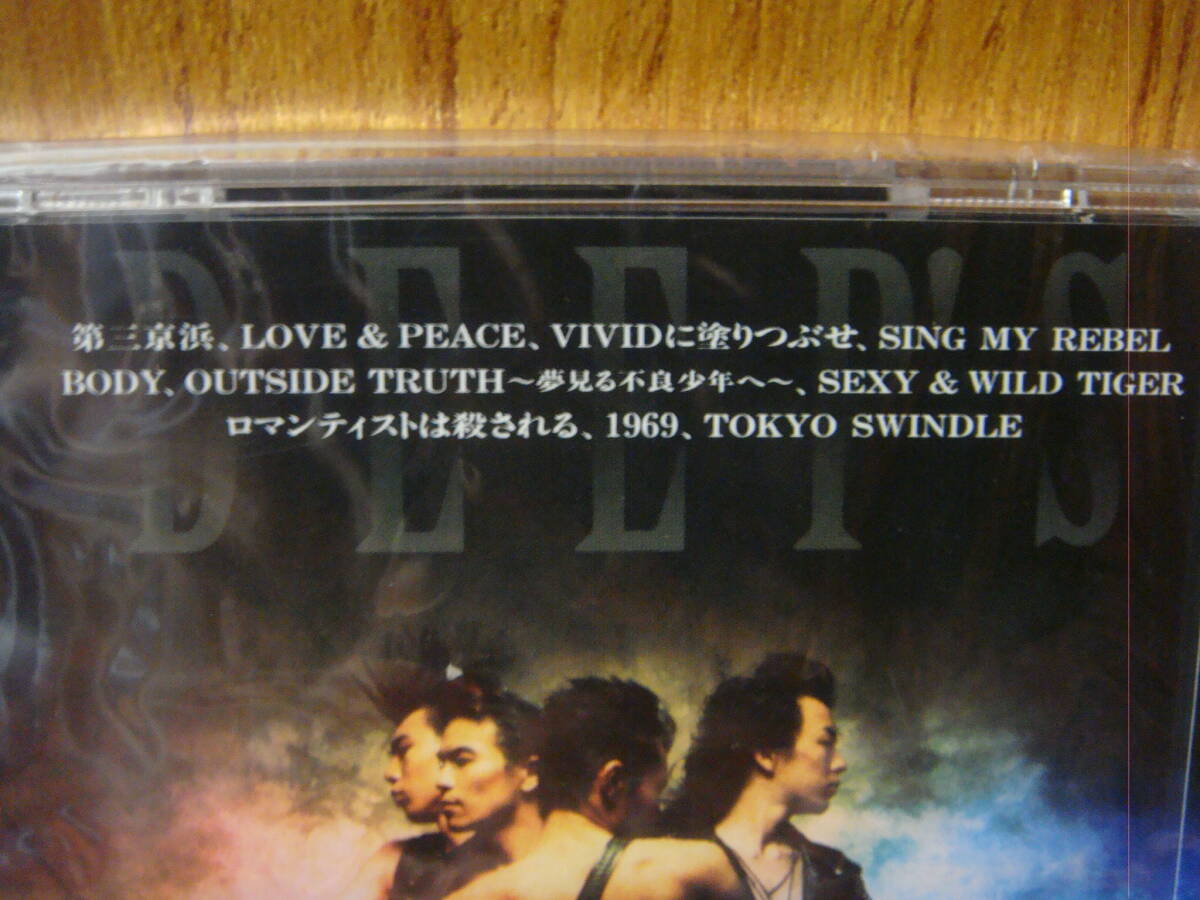 DEEP'S
第三京浜、LOVE & PEACE、VIVIDに塗りつぶせ、SING MY REBEL
BODY、OUTSIDE TRUTH～夢見る不良少年へ～、SEXY & WILD TIGER
ロマンティストは殺される、1969、TOKYO SWINDLE